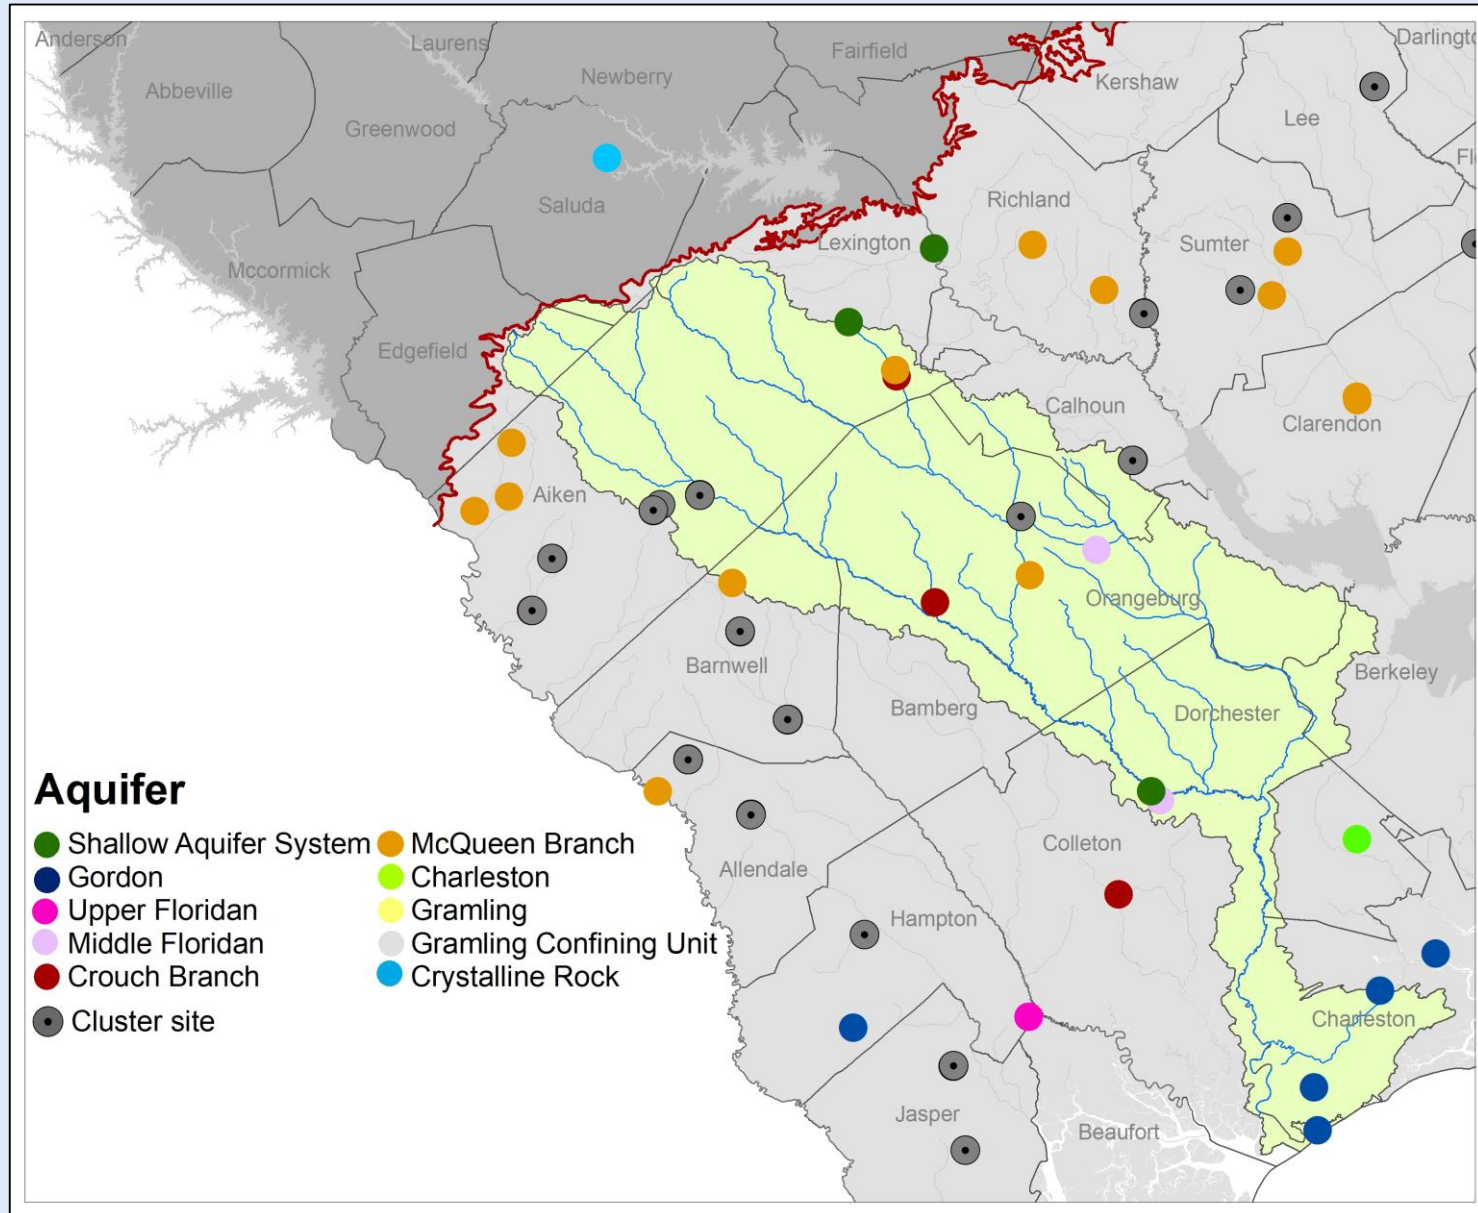 Anderson
Laurens
Fairfield
Darlingto
Newberry
Kershaw
Abbeville
Lee
Greenwood
Fl
Richland
Saluda
Lexington
Sumter
Mccormick
Edgefield
Calhoun
Clarendon
Aiken
Orangeburg
Barnwell
Berkeley
Bamberg
Dorchester
Aquifer
Shallow Aquifer System McQueen Branch
Gordon Charleston
Upper Floridan Gramling
Middle Floridan Gramling Confining Unit
Crouch Branch Crystalline Rock
Cluster site
Colleton
Allendale
Hampton
Charleston
Jasper
Beaufort